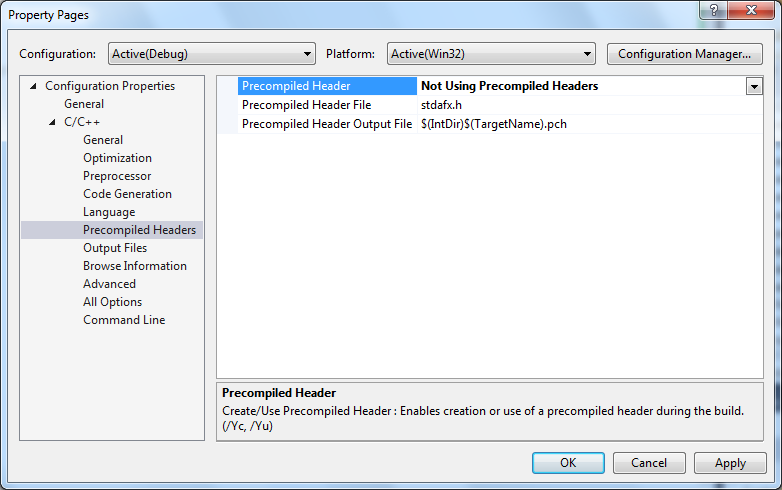 Property Pages
Configuration: Active(Debug) Platform: Active(Win32) Configuration Manager...
Configuration Properties
General
C/C++
General
Optimization
Preprocessor
Code Generation
Language
Precompiled Headers
Output Files
Browse Information
Advanced
All Options
Command Line
Precompiled Header Not Using Precompiled Headers
Precompiled Header File stdafx.h
Precompiled Header Output File $(IntDir)$(TargetName).pch
Precompiled Header
Create/Use Precompiled Header : Enables creation or use of a precompiled header during the build.
(/Yc, /Yu)
OK Cancel Apply